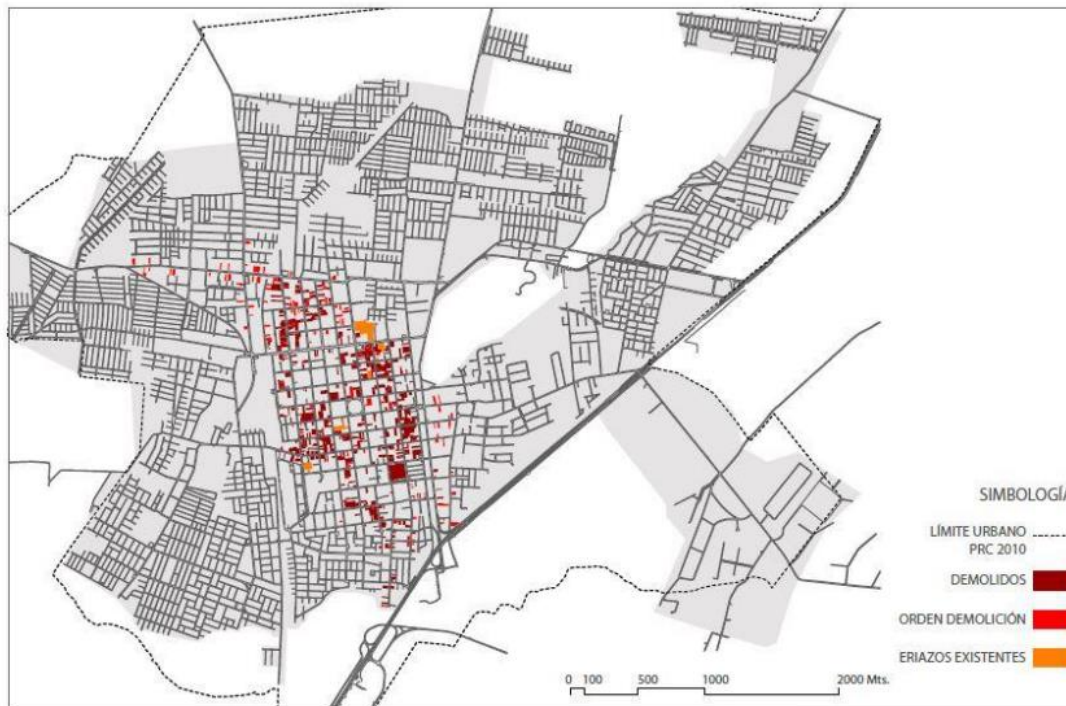 SIMBOLOGÍA
LÍMITE URBANO
PRC 2010
DEMOLIDOS
ORDEN DEMOLICIÓN
ERIAZOS EXISTENTES
0 100 500 1000 2000 Mts.